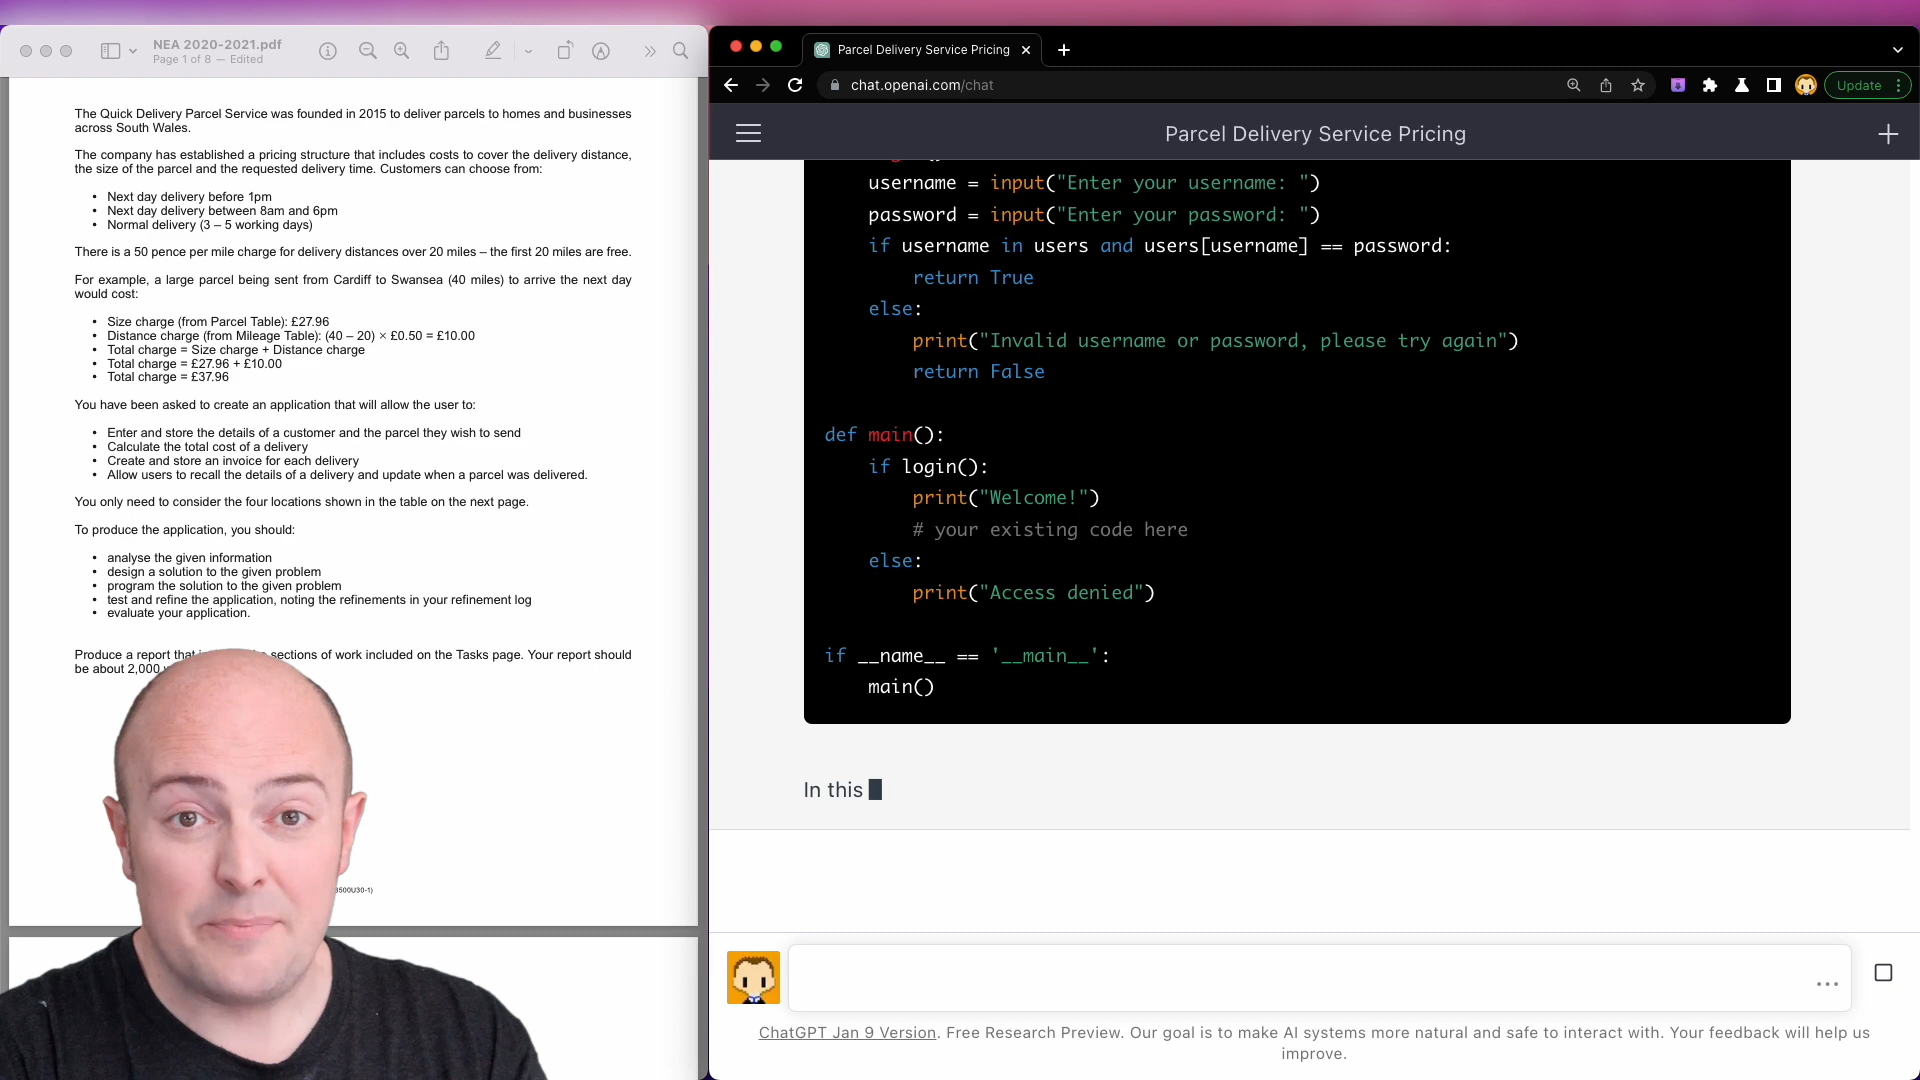 NEA 2020-2021.pdf
Page 1 of 8 — Edited
The Quick Delivery Parcel Service was founded in 2015 to deliver parcels to homes and businesses
across South Wales.
The company has established a pricing structure that includes costs to cover the delivery distance,
the size of the parcel and the requested delivery time. Customers can choose from:
• Next day delivery before 1pm
• Next day delivery between 8am and 6pm
• Normal delivery (3 – 5 working days)
There is a 50 pence per mile charge for delivery distances over 20 miles – the first 20 miles are free.
For example, a large parcel being sent from Cardiff to Swansea (40 miles) to arrive the next day
would cost:
• Size charge (from Parcel Table): £27.96
• Distance charge (from Mileage Table): (40 – 20) × £0.50 = £10.00
• Total charge = Size charge + Distance charge
• Total charge = £27.96 + £10.00
• Total charge = £37.96
You have been asked to create an application that will allow the user to:
• Enter and store the details of a customer and the parcel they wish to send
• Calculate the total cost of a delivery
• Create and store an invoice for each delivery
• Allow users to recall the details of a delivery and update when a parcel was delivered.
You only need to consider the four locations shown in the table on the next page.
To produce the application, you should:
• analyse the given information
• design a solution to the given problem
• program the solution to the given problem
• test and refine the application, noting the refinements in your refinement log
• evaluate your application.
Produce a report that sections of work included on the Tasks page. Your report should
be about 2,000
3500U30-1)
Parcel Delivery Service Pricing
chat.openai.com/chat
Update
Parcel Delivery Service Pricing
username = input("Enter your username: ")
password = input("Enter your password: ")
if username in users and users[username] == password:
return True
else:
print("Invalid username or password, please try again")
return False
def main():
if login():
print("Welcome!")
# your existing code here
else:
print("Access denied")
if __name__ == '__main__':
main()
In this
ChatGPT Jan 9 Version. Free Research Preview. Our goal is to make AI systems more natural and safe to interact with. Your feedback will help us
improve.